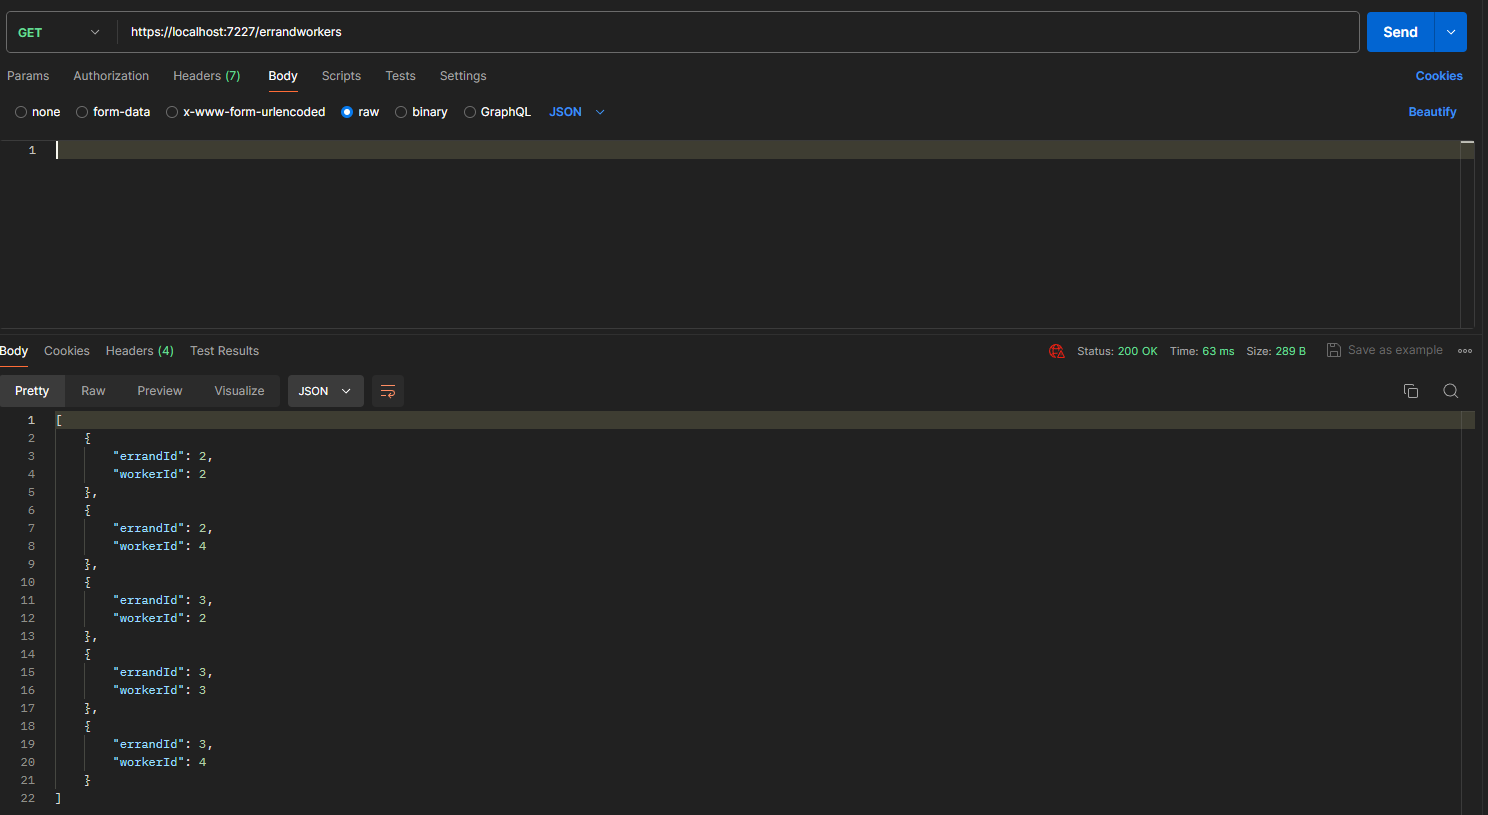 GET https://localhost:7227/errandworkers Send
Params Authorization Headers (7) Body Scripts Tests Settings Cookies
none form-data x-www-form-urlencoded raw binary GraphQL JSON Beautify
1
Body Cookies Headers (4) Test Results Status: 200 OK Time: 63 ms Size: 289 B Save as example
Pretty Raw Preview Visualize JSON
1 [
2 {
3 "errandId": 2,
4 "workerId": 2
5 },
6 {
7 "errandId": 2,
8 "workerId": 4
9 },
10 {
11 "errandId": 3,
12 "workerId": 2
13 },
14 {
15 "errandId": 3,
16 "workerId": 3
17 },
18 {
19 "errandId": 3,
20 "workerId": 4
21 }
22 ]